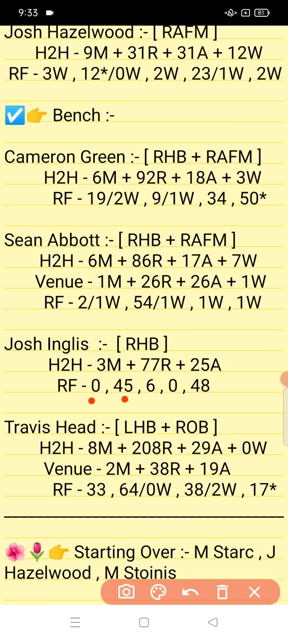 9:33
81
Josh Hazelwood :- [ RAFM ]
H2H - 9M + 31R + 31A + 12W
RF - 3W , 12*/0W , 2W , 23/1W , 2W
☑️👉 Bench :-
Cameron Green :- [ RHB + RAFM ]
H2H - 6M + 92R + 18A + 3W
RF - 19/2W , 9/1W , 34 , 50*
Sean Abbott :- [ RHB + RAFM ]
H2H - 6M + 86R + 17A + 7W
Venue - 1M + 26R + 26A + 1W
RF - 2/1W , 54/1W , 1W , 1W
Josh Inglis :- [ RHB ]
H2H - 3M + 77R + 25A
RF - 0 , 45 , 6 , 0 , 48
Travis Head :- [ LHB + ROB ]
H2H - 8M + 208R + 29A + 0W
Venue - 2M + 38R + 19A
RF - 33 , 64/0W , 38/2W , 17*
🌺🌷👉 Starting Over :- M Starc , J
Hazelwood , M Stoinis